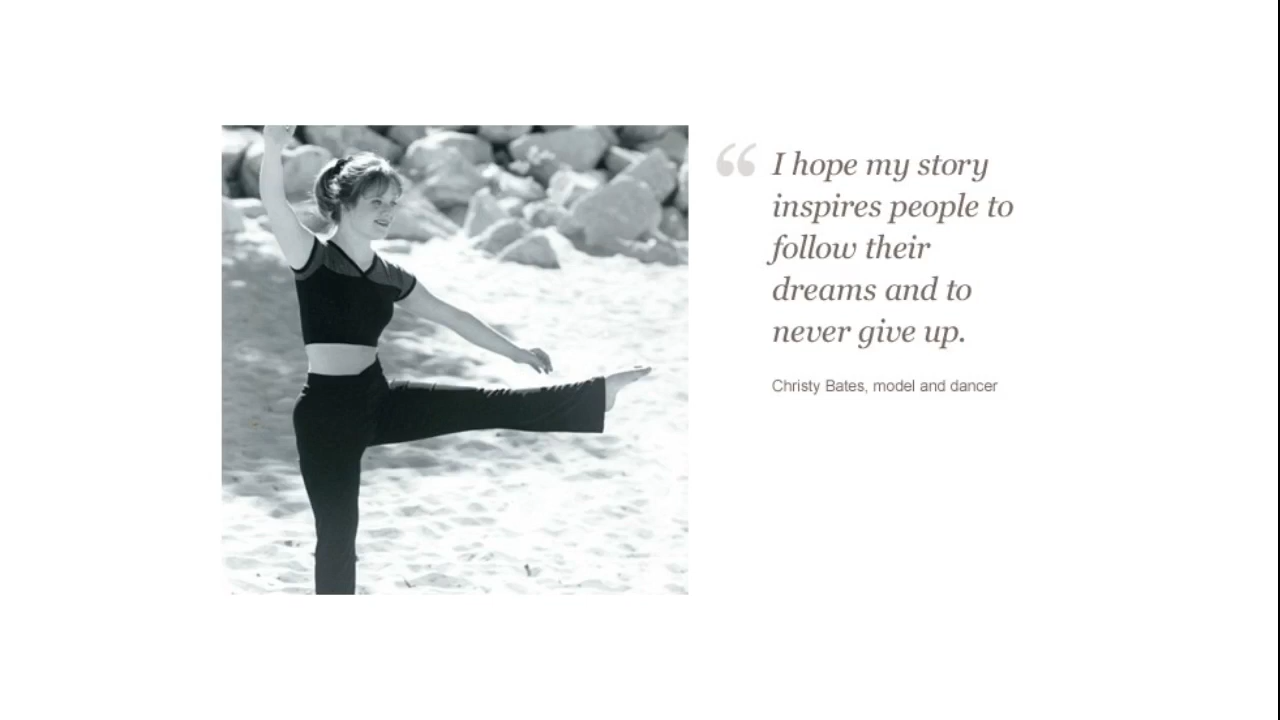 “ I hope my story
inspires people to
follow their
dreams and to
never give up.
Christy Bates, model and dancer